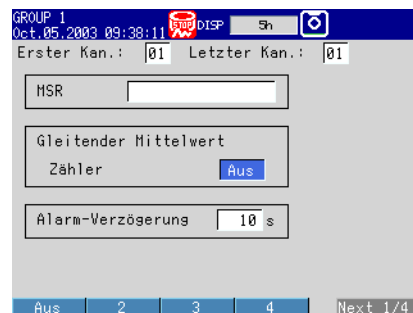 GROUP 1
Oct.05.2003 09:38:11 STOP DISP 5h
Erster Kan.: 01 Letzter Kan.: 01
MSR
Gleitender Mittelwert
Zähler Aus
Alarm-Verzögerung 10 s
Aus 2 3 4 Next 1/4